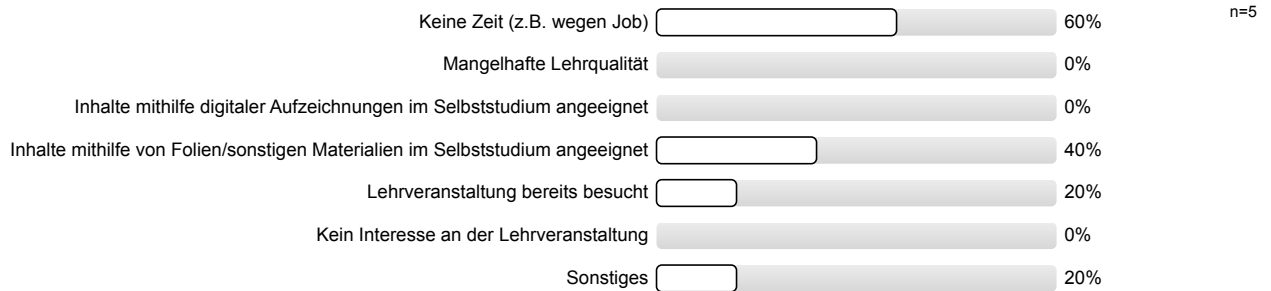 Keine Zeit (z.B. wegen Job) 60% n=5
Mangelhafte Lehrqualität 0%
Inhalte mithilfe digitaler Aufzeichnungen im Selbststudium angeeignet 0%
Inhalte mithilfe von Folien/sonstigen Materialien im Selbststudium angeeignet 40%
Lehrveranstaltung bereits besucht 20%
Kein Interesse an der Lehrveranstaltung 0%
Sonstiges 20%